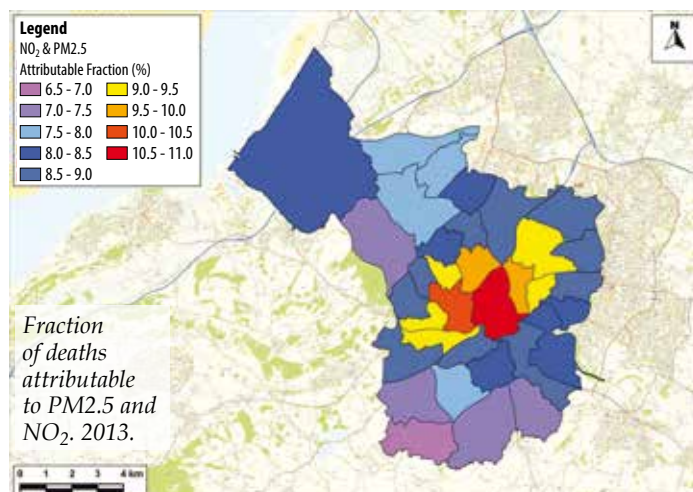 Legend
NO₂ & PM2.5
Attributable Fraction (%)
6.5 - 7.0
7.0 - 7.5
7.5 - 8.0
8.0 - 8.5
8.5 - 9.0
9.0 - 9.5
9.5 - 10.0
10.0 - 10.5
10.5 - 11.0
N
Fraction
of deaths
attributable
to PM2.5 and
NO₂. 2013.
0 1 2 3 4 km